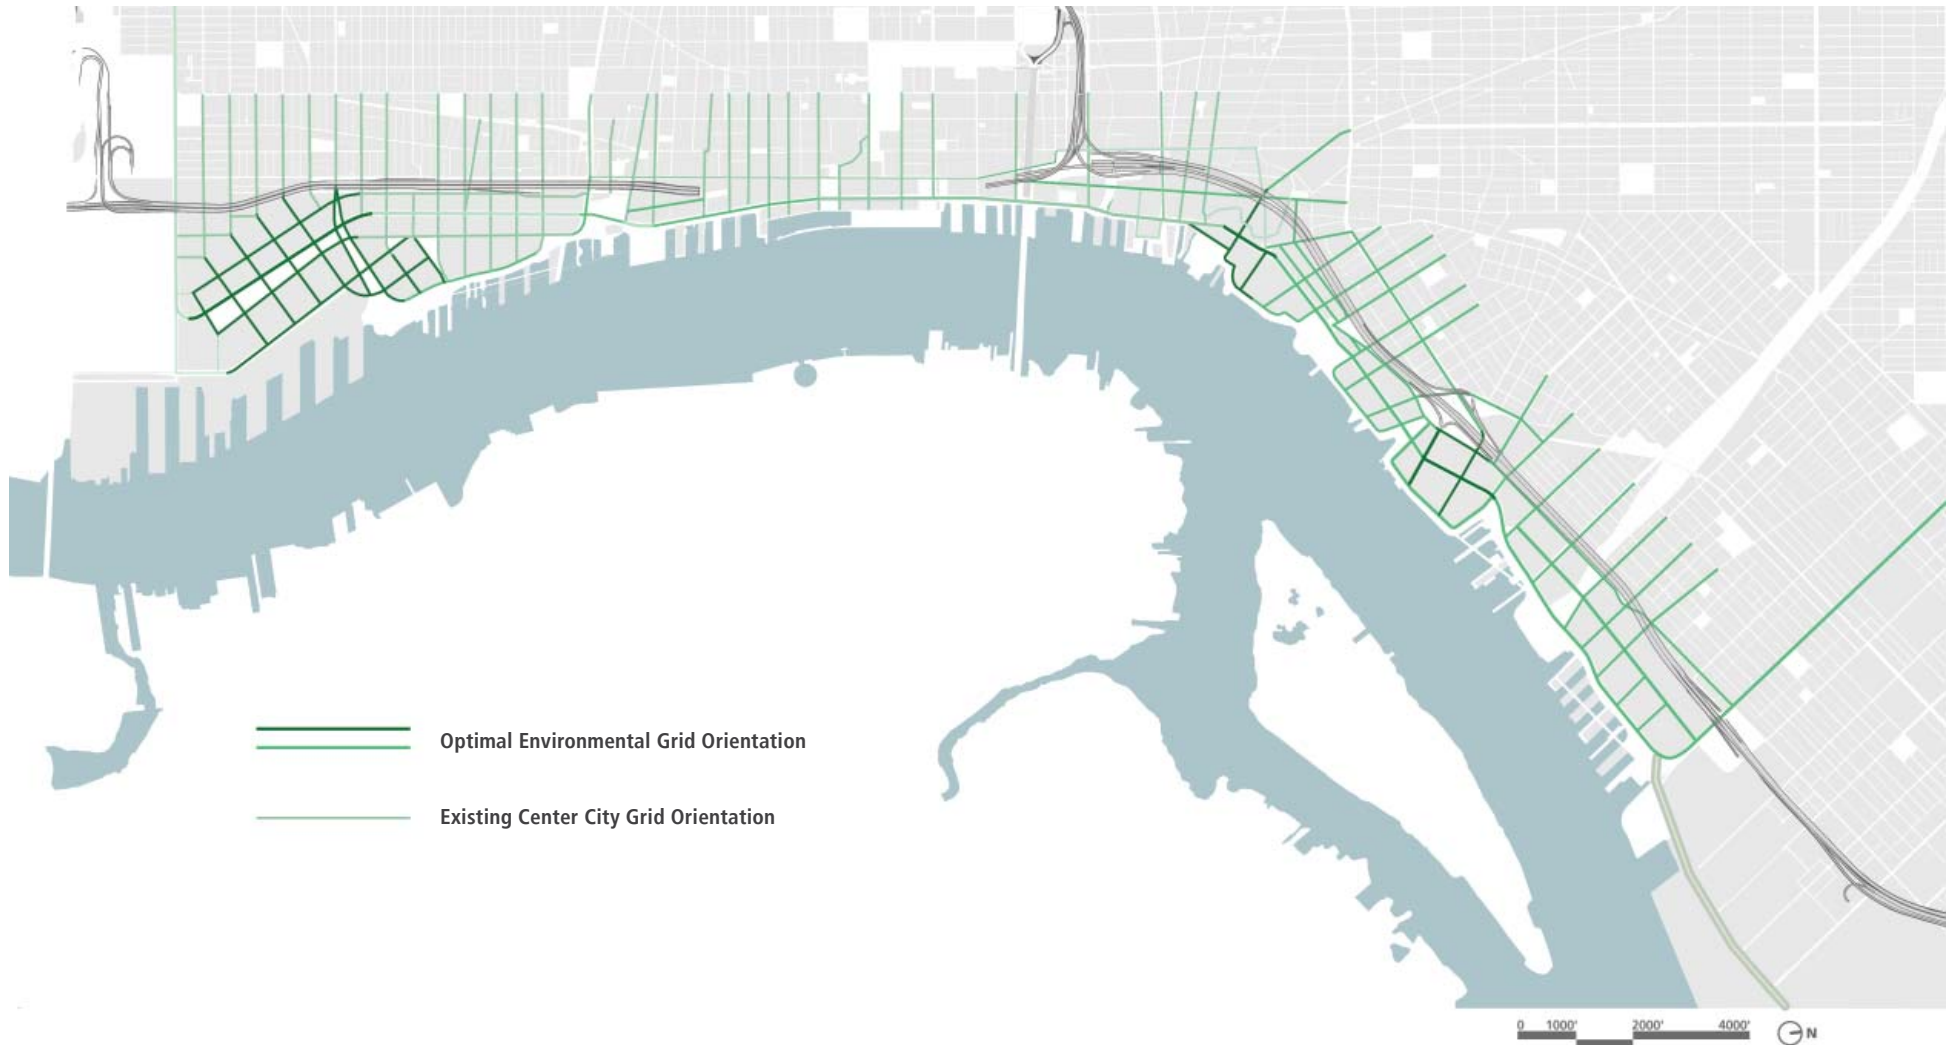 Optimal Environmental Grid Orientation
Existing Center City Grid Orientation
0 1000' 2000' 4000' N